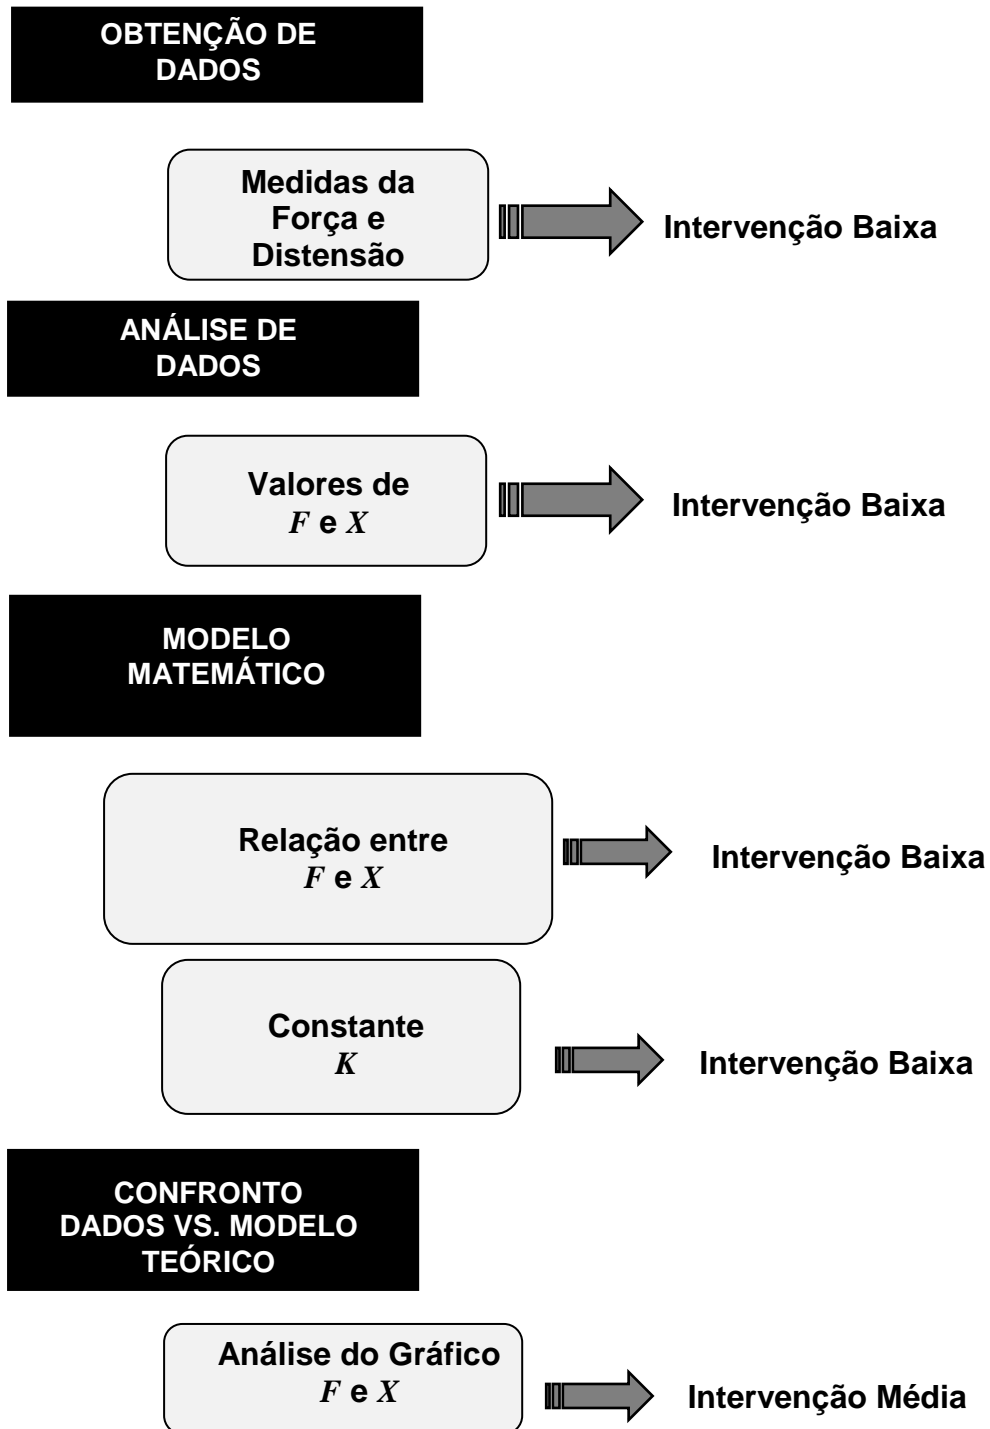 OBTENÇÃO DE
DADOS
Medidas da
Força e
Distensão
Intervenção Baixa
ANÁLISE DE
DADOS
Valores de
F e X
Intervenção Baixa
MODELO
MATEMÁTICO
Relação entre
F e X
Intervenção Baixa
Constante
K
Intervenção Baixa
CONFRONTO
DADOS VS. MODELO
TEÓRICO
Análise do Gráfico
F e X
Intervenção Média